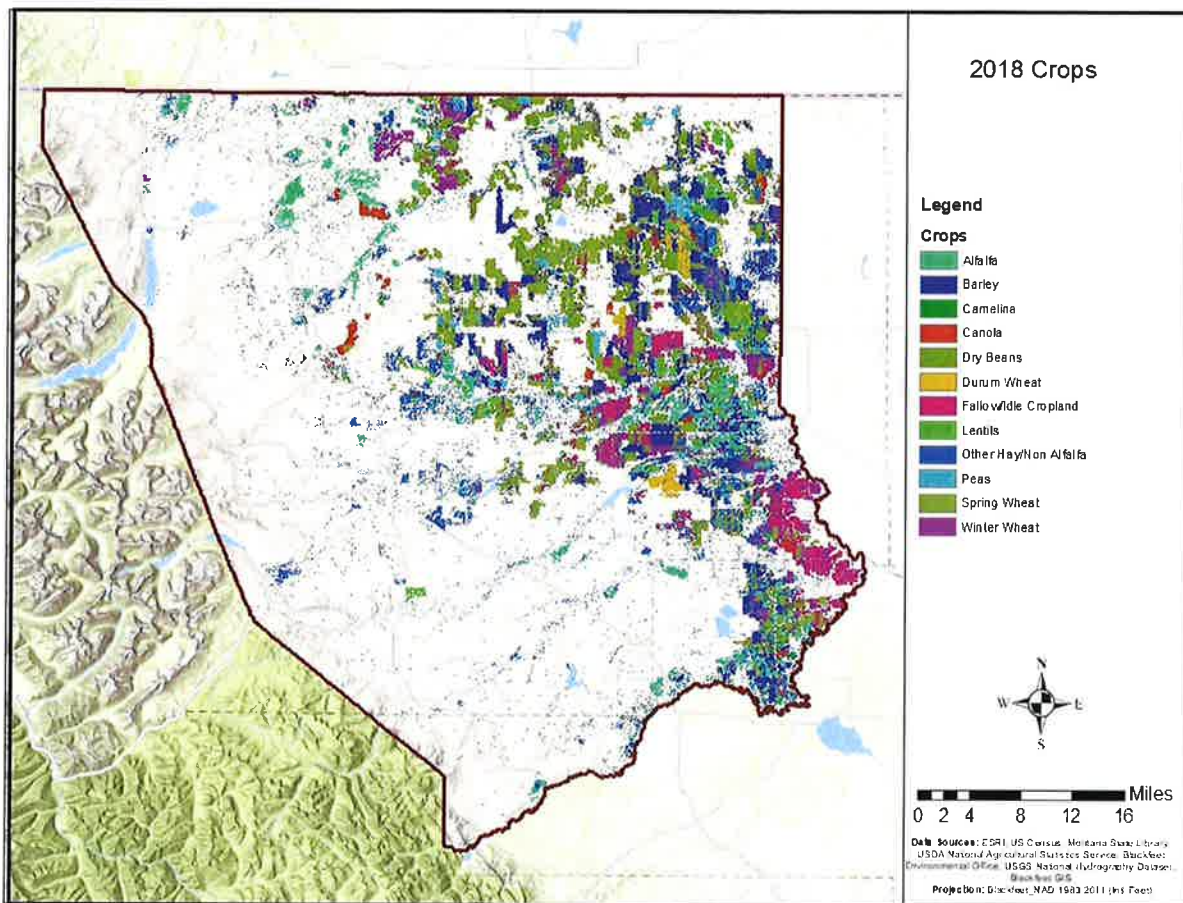 2018 Crops
Legend
Crops
Alfalfa
Barley
Camelina
Canola
Dry Beans
Durum Wheat
Fallow/Idle Cropland
Lentils
Other Hay/Non Alfalfa
Peas
Spring Wheat
Winter Wheat
N
W E
S
Miles
0 2 4 8 12 16
Data Sources: ESRI, US Census, Montana State Library,
USDA National Agricultural Statistics Service, Blackfeet
Environmental Office, USGS National Hydrography Dataset,
Blackfeet GIS
Projection: Blackfeet_NAD 1983 2011 (Int Feet)